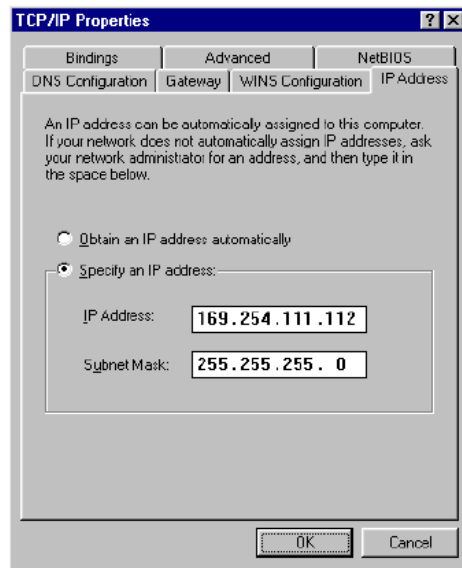 TCP/IP Properties
Bindings Advanced NetBIOS
DNS Configuration Gateway WINS Configuration IP Address
An IP address can be automatically assigned to this computer.
If your network does not automatically assign IP addresses, ask
your network administrator for an address, and then type it in
the space below.
Obtain an IP address automatically
Specify an IP address:
IP Address: 169.254.111.112
Subnet Mask: 255.255.255. 0
OK Cancel